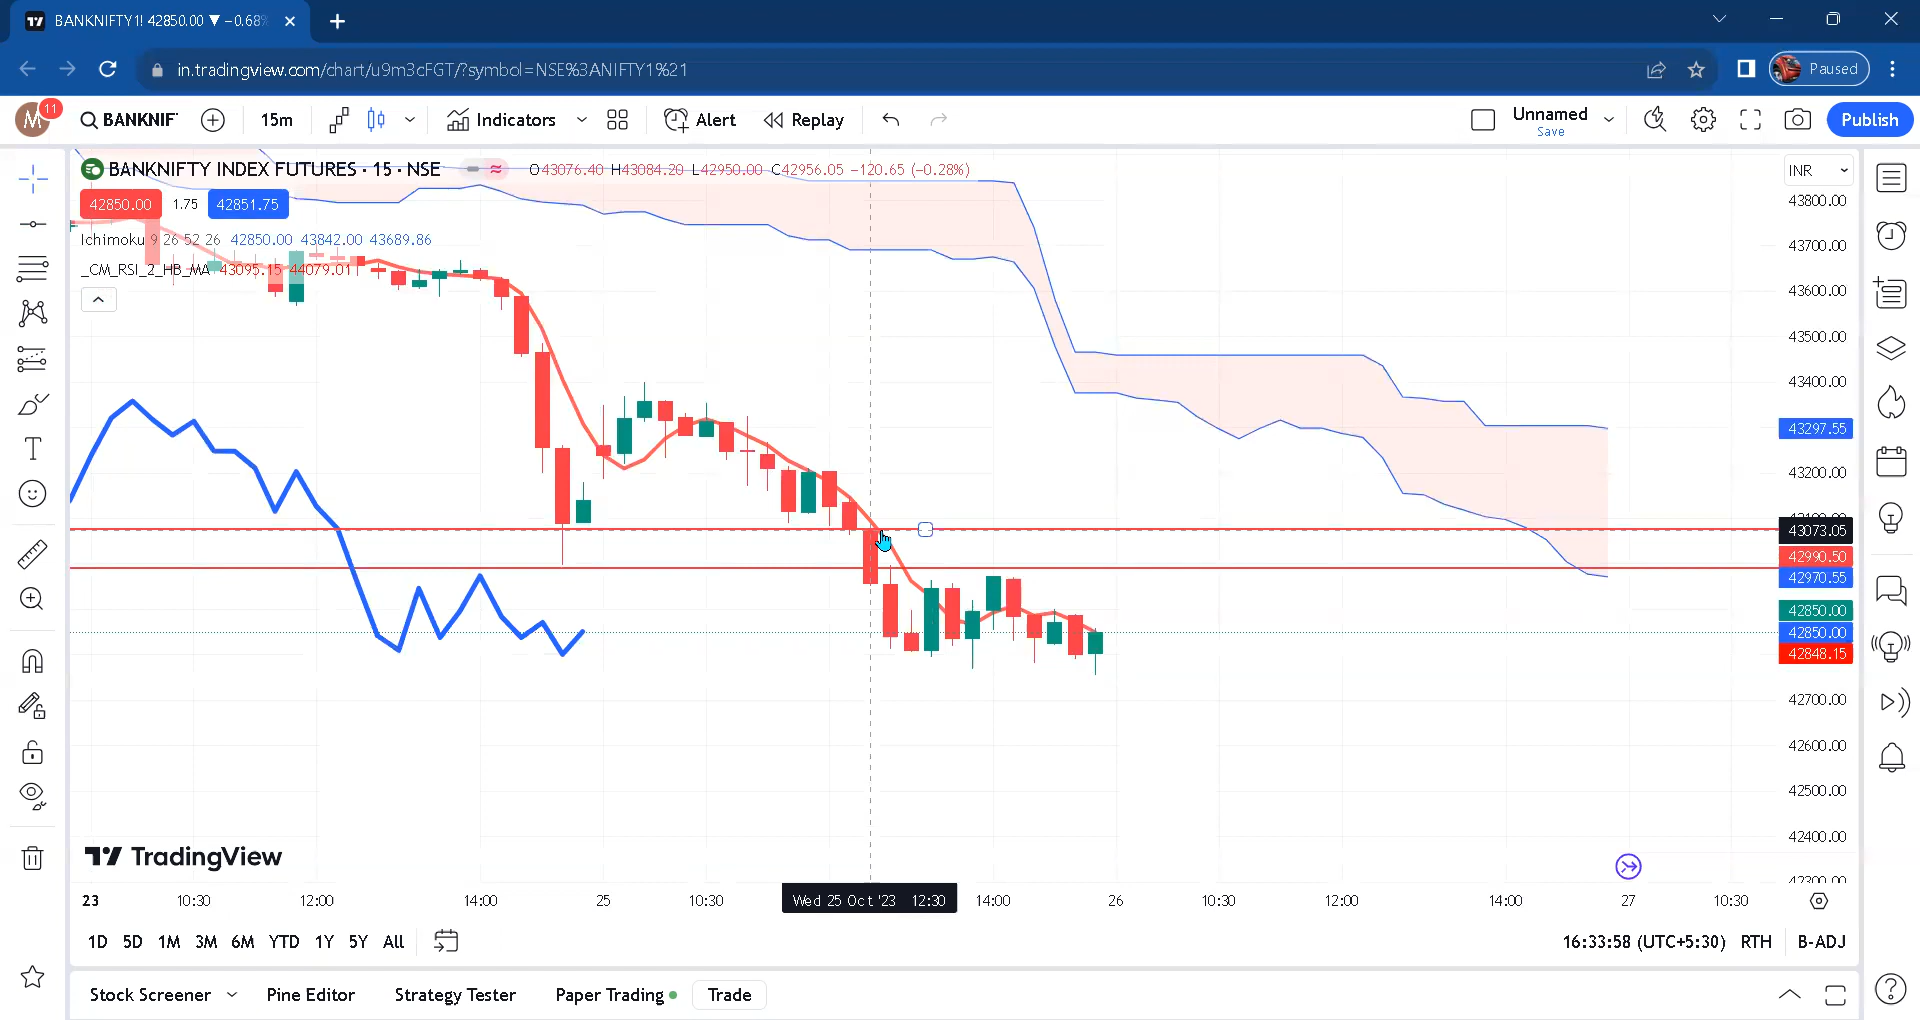 BANKNIFTY1! 42850.00 ▼ −0.68%
in.tradingview.com/chart/u9m3cFGT/?symbol=NSE%3ANIFTY1%21
Paused
M 11
BANKNIF
15m
Indicators
Alert
Replay
Unnamed
Save
Publish
BANKNIFTY INDEX FUTURES · 15 · NSE
O43076.40 H43084.20 L42950.00 C42956.05 −120.65 (−0.28%)
INR
42850.00
1.75
42851.75
Ichimoku 9 26 52 26 42850.00 43842.00 43689.86
_CM_RSI_2_HB_MA 43095.15 44079.01
43800.00
43700.00
43600.00
43500.00
43400.00
43297.55
43200.00
43073.05
42990.50
42970.55
42850.00
42850.00
42848.15
42700.00
42600.00
42500.00
42400.00
42300.00
TradingView
23 10:30 12:00 14:00 25 10:30 Wed 25 Oct '23 12:30 14:00 26 10:30 12:00 14:00 27 10:30
1D 5D 1M 3M 6M YTD 1Y 5Y All
16:33:58 (UTC+5:30) RTH B-ADJ
Stock Screener Pine Editor Strategy Tester Paper Trading Trade